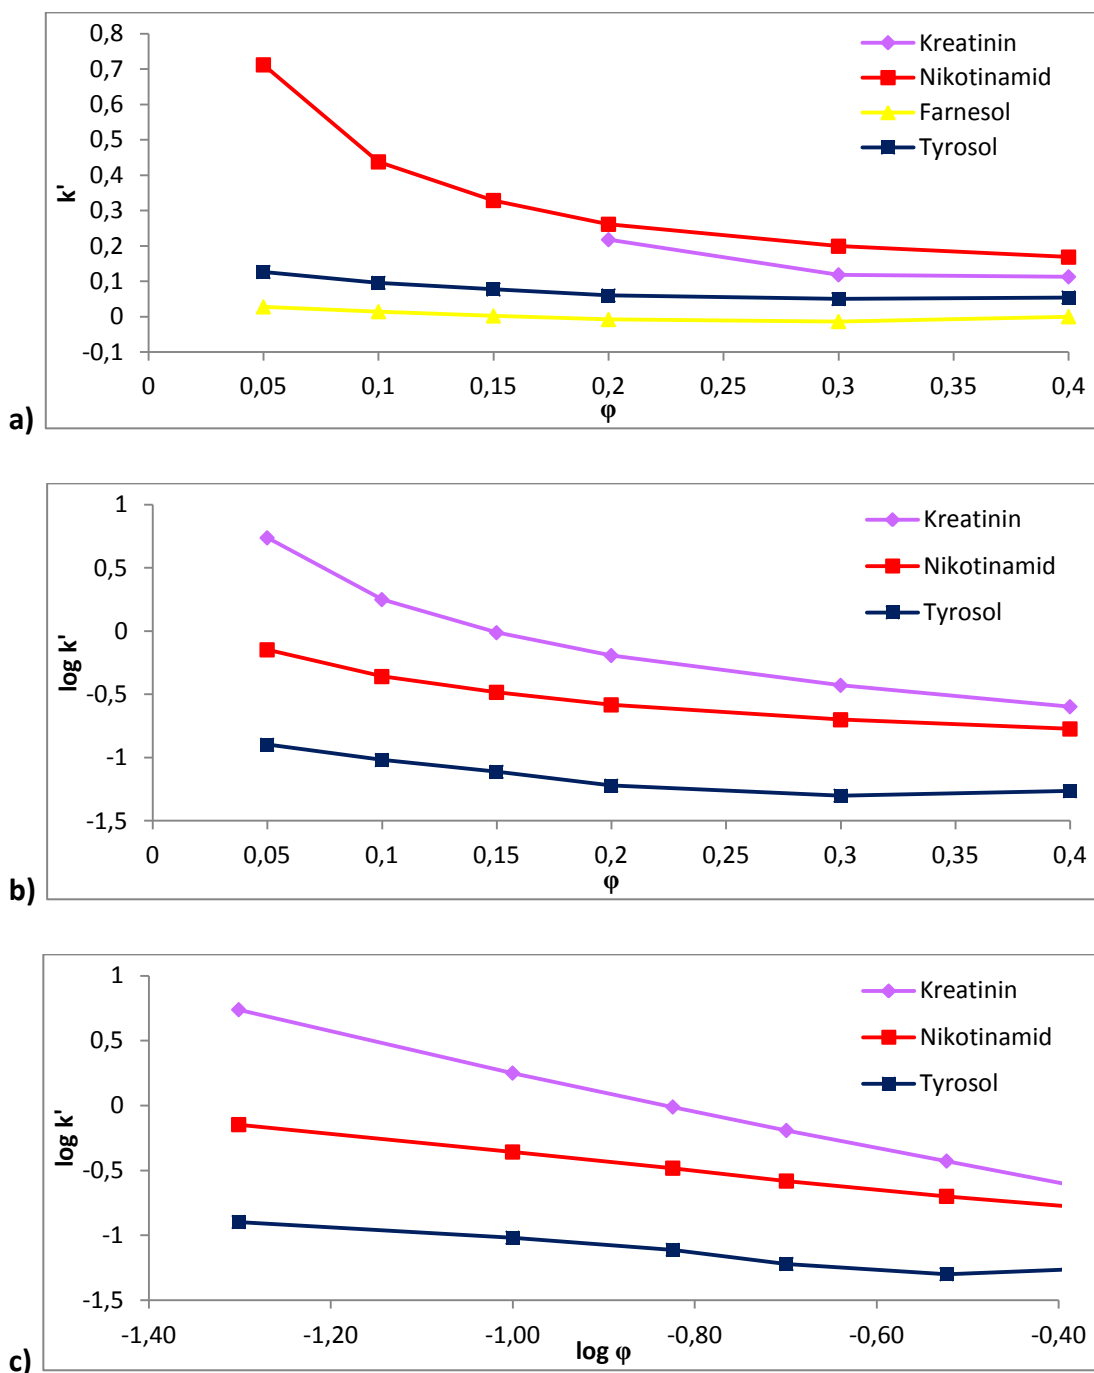 0,8
0,7
0,6
0,5
0,4
0,3
0,2
0,1
0
-0,1
k'
Kreatinin
Nikotinamid
Farnesol
Tyrosol
0 0,05 0,1 0,15 0,2 0,25 0,3 0,35 0,4
φ
a)
1
0,5
0
-0,5
-1
-1,5
log k'
Kreatinin
Nikotinamid
Tyrosol
0 0,05 0,1 0,15 0,2 0,25 0,3 0,35 0,4
φ
b)
1
0,5
0
-0,5
-1
-1,5
log k'
Kreatinin
Nikotinamid
Tyrosol
-1,40 -1,20 -1,00 -0,80 -0,60 -0,40
log φ
c)